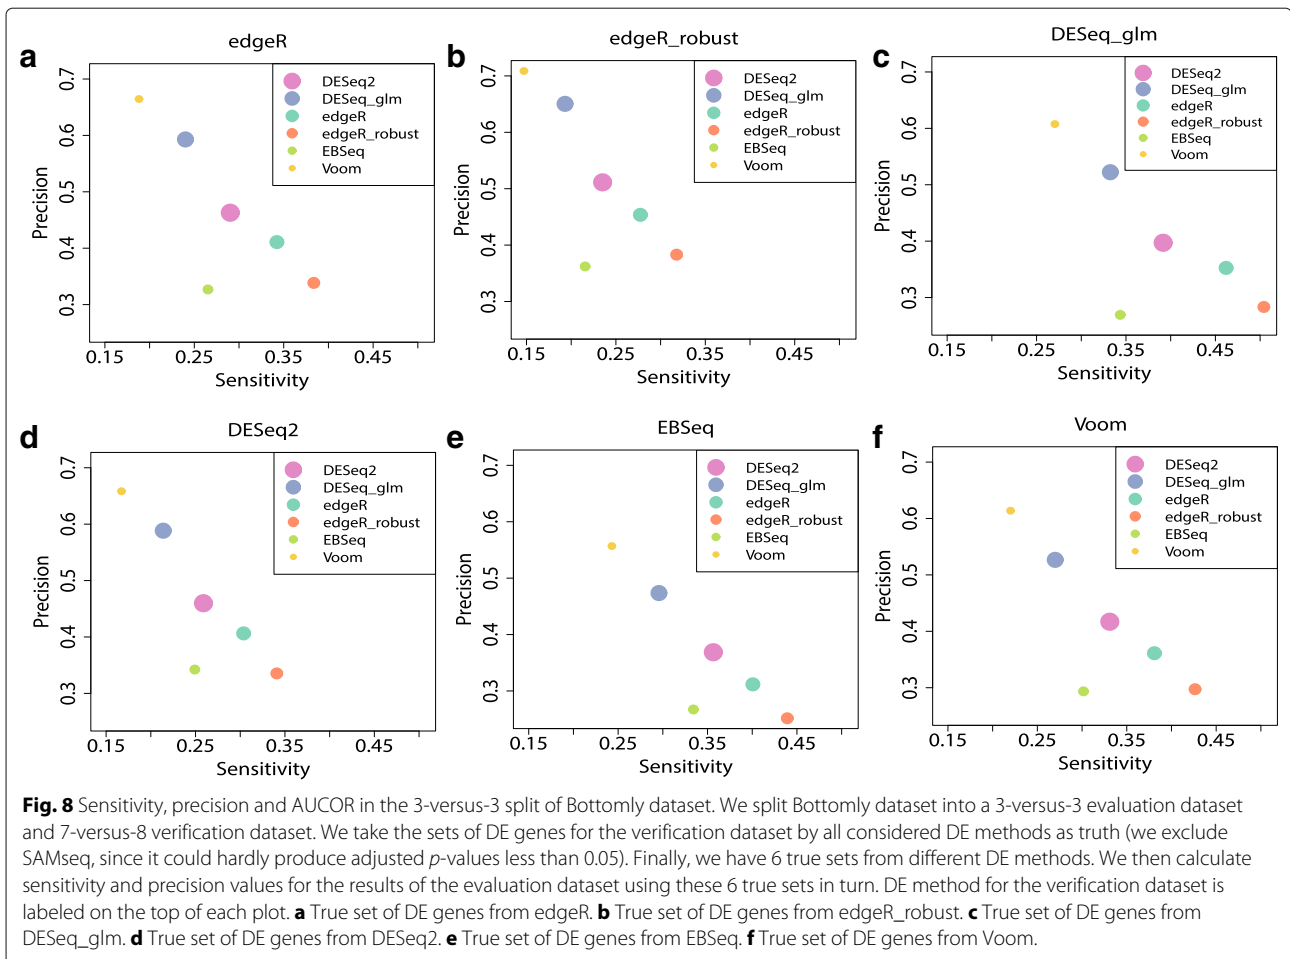 a
edgeR
0.7
0.6
0.5
0.4
0.3
Precision
DESeq2
DESeq_glm
edgeR
edgeR_robust
EBSeq
Voom
0.15 0.25 0.35 0.45
Sensitivity
b
edgeR_robust
0.7
0.6
0.5
0.4
0.3
Precision
DESeq2
DESeq_glm
edgeR
edgeR_robust
EBSeq
Voom
0.15 0.25 0.35 0.45
Sensitivity
c
DESeq_glm
0.7
0.6
0.5
0.4
0.3
Precision
DESeq2
DESeq_glm
edgeR
edgeR_robust
EBSeq
Voom
0.15 0.25 0.35 0.45
Sensitivity
d
DESeq2
0.7
0.6
0.5
0.4
0.3
Precision
DESeq2
DESeq_glm
edgeR
edgeR_robust
EBSeq
Voom
0.15 0.25 0.35 0.45
Sensitivity
e
EBSeq
0.7
0.6
0.5
0.4
0.3
Precision
DESeq2
DESeq_glm
edgeR
edgeR_robust
EBSeq
Voom
0.15 0.25 0.35 0.45
Sensitivity
f
Voom
0.7
0.6
0.5
0.4
0.3
Precision
DESeq2
DESeq_glm
edgeR
edgeR_robust
EBSeq
Voom
0.15 0.25 0.35 0.45
Sensitivity
Fig. 8 Sensitivity, precision and AUCOR in the 3-versus-3 split of Bottomly dataset. We split Bottomly dataset into a 3-versus-3 evaluation dataset
and 7-versus-8 verification dataset. We take the sets of DE genes for the verification dataset by all considered DE methods as truth (we exclude
SAMseq, since it could hardly produce adjusted p-values less than 0.05). Finally, we have 6 true sets from different DE methods. We then calculate
sensitivity and precision values for the results of the evaluation dataset using these 6 true sets in turn. DE method for the verification dataset is
labeled on the top of each plot. a True set of DE genes from edgeR. b True set of DE genes from edgeR_robust. c True set of DE genes from
DESeq_glm. d True set of DE genes from DESeq2. e True set of DE genes from EBSeq. f True set of DE genes from Voom.